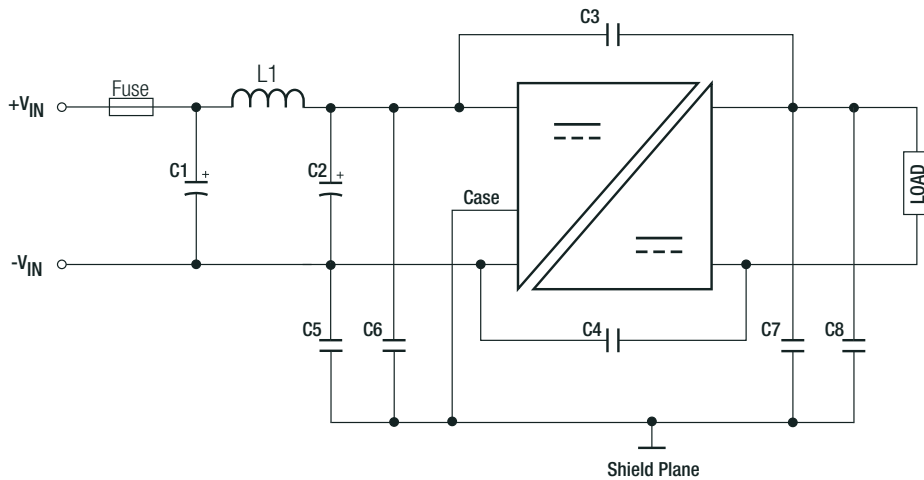 C3
L1
Fuse
+VIN
C1
+
C2
+
Case
LOAD
-VIN
C5
C6
C4
C7
C8
Shield Plane